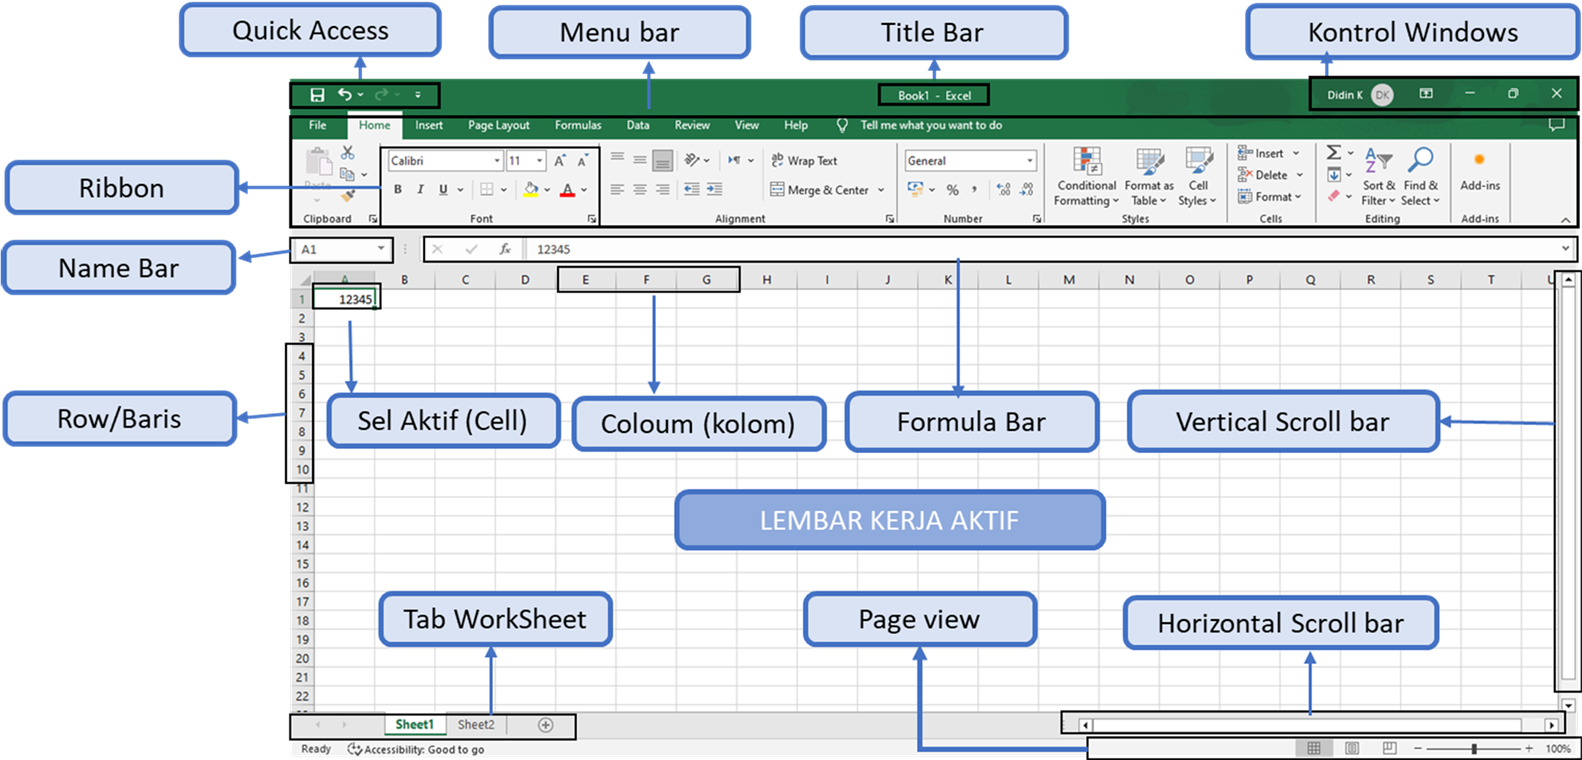 Quick Access
Menu bar
Title Bar
Kontrol Windows
Book1 - Excel
Didin K DK
File Home Insert Page Layout Formulas Data Review View Help Tell me what you want to do
Calibri 11 Wrap Text General Insert
Paste B I U Merge & Center % , Conditional Formatting Format as Table Cell Styles Delete Sort & Filter Find & Select Add-ins
Format
Clipboard Font Alignment Number Styles Cells Editing Add-ins
Ribbon
Name Bar
A1 fx 12345
A B C D E F G H I J K L M N O P Q R S T U
1 12345
2
3
4
5
6
7
8
9
10
11
12
13
14
15
16
17
18
19
20
21
22
Row/Baris
Sel Aktif (Cell)
Coloum (kolom)
Formula Bar
Vertical Scroll bar
LEMBAR KERJA AKTIF
Tab WorkSheet
Page view
Horizontal Scroll bar
Sheet1 Sheet2
Ready Accessibility: Good to go 100%